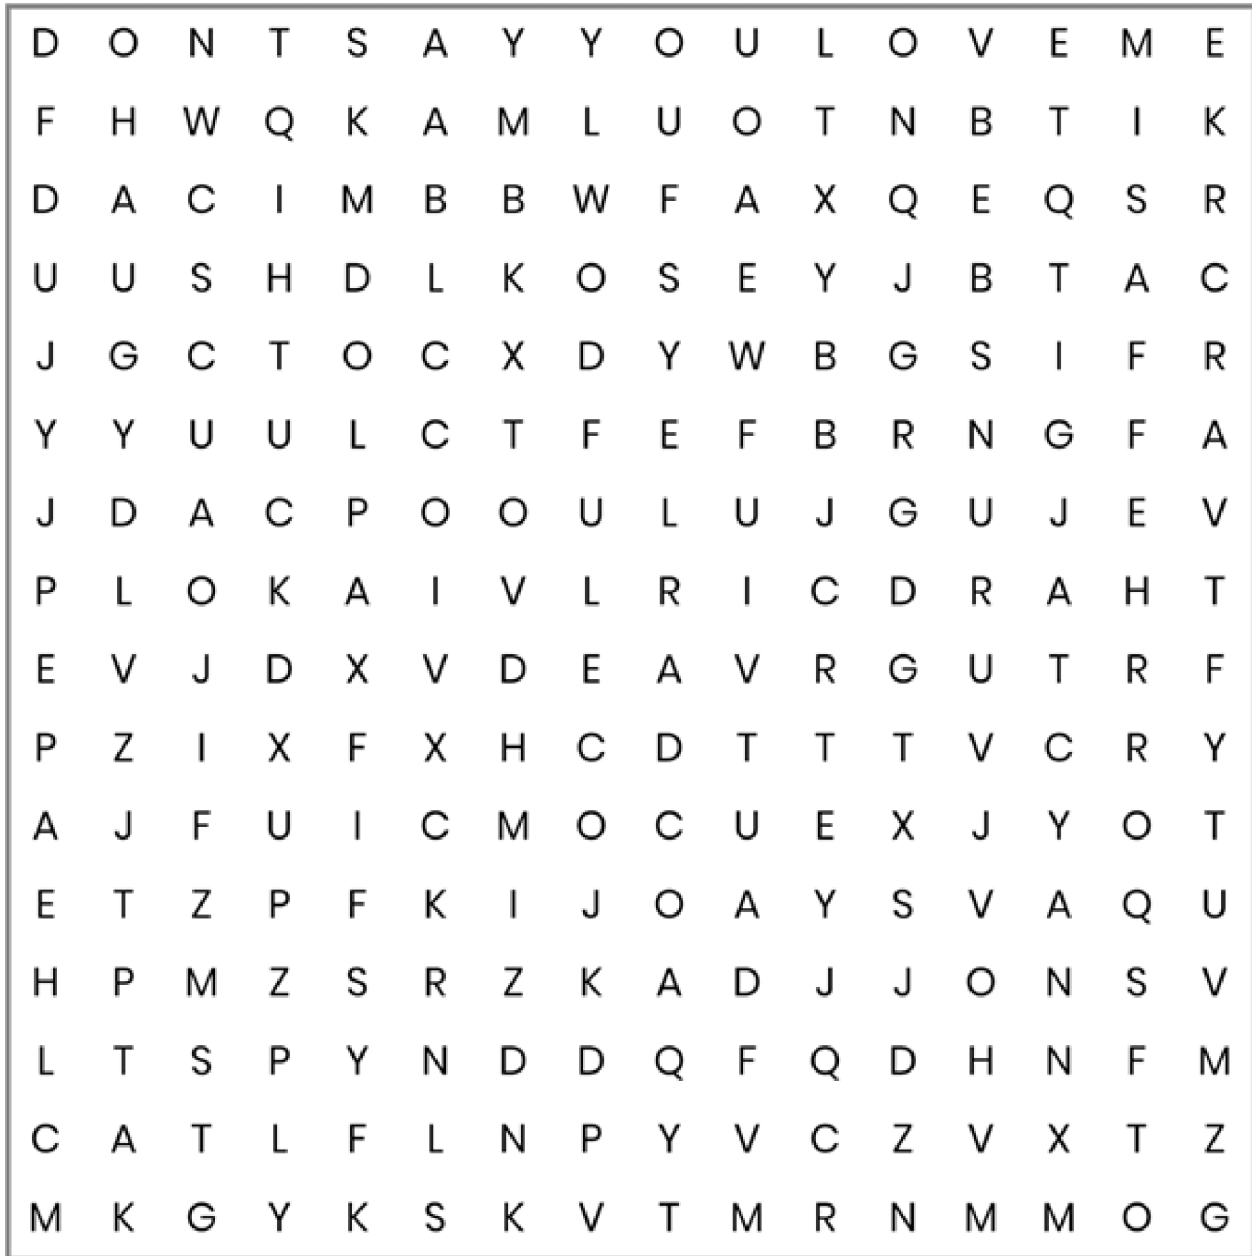 D O N T S A Y Y O U L O V E M E
F H W Q K A M L U O T N B T I K
D A C I M B B W F A X Q E Q S R
U U S H D L K O S E Y J B T A C
J G C T O C X D Y W B G S I F R
Y Y U U L C T F E F B R N G F A
J D A C P O O U L U J G U J E V
P L O K A I V L R I C D R A H T
E V J D X V D E A V R G U T R F
P Z I X F X H C D T T T V C R Y
A J F U I C M O C U E X J Y O T
E T Z P F K I J O A Y S V A Q U
H P M Z S R Z K A D J J O N S V
L T S P Y N D D Q F Q D H N F M
C A T L F L N P Y V C Z V X T Z
M K G Y K S K V T M R N M M O G